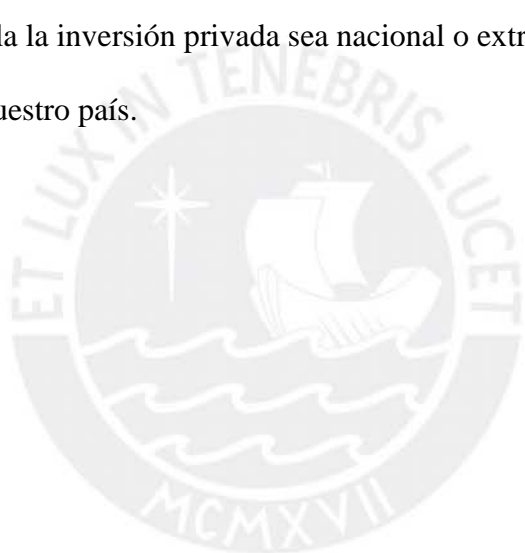 la la inversión privada sea nacional o extr
uestro país.
ET LUX IN TENEBRIS LUCET
MCMXVII